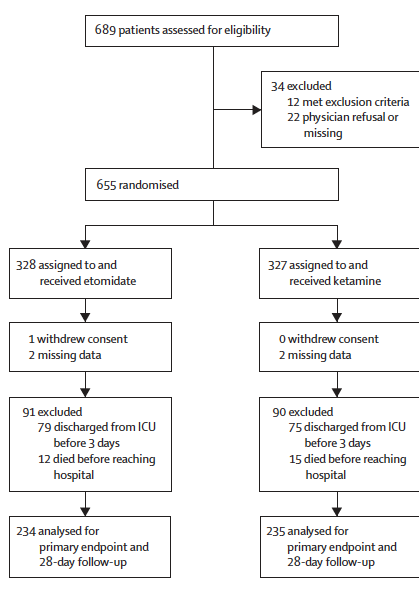 689 patients assessed for eligibility
34 excluded
12 met exclusion criteria
22 physician refusal or
missing
655 randomised
328 assigned to and
received etomidate
327 assigned to and
received ketamine
1 withdrew consent
2 missing data
0 withdrew consent
2 missing data
91 excluded
79 discharged from ICU
before 3 days
12 died before reaching
hospital
90 excluded
75 discharged from ICU
before 3 days
15 died before reaching
hospital
234 analysed for
primary endpoint and
28-day follow-up
235 analysed for
primary endpoint and
28-day follow-up